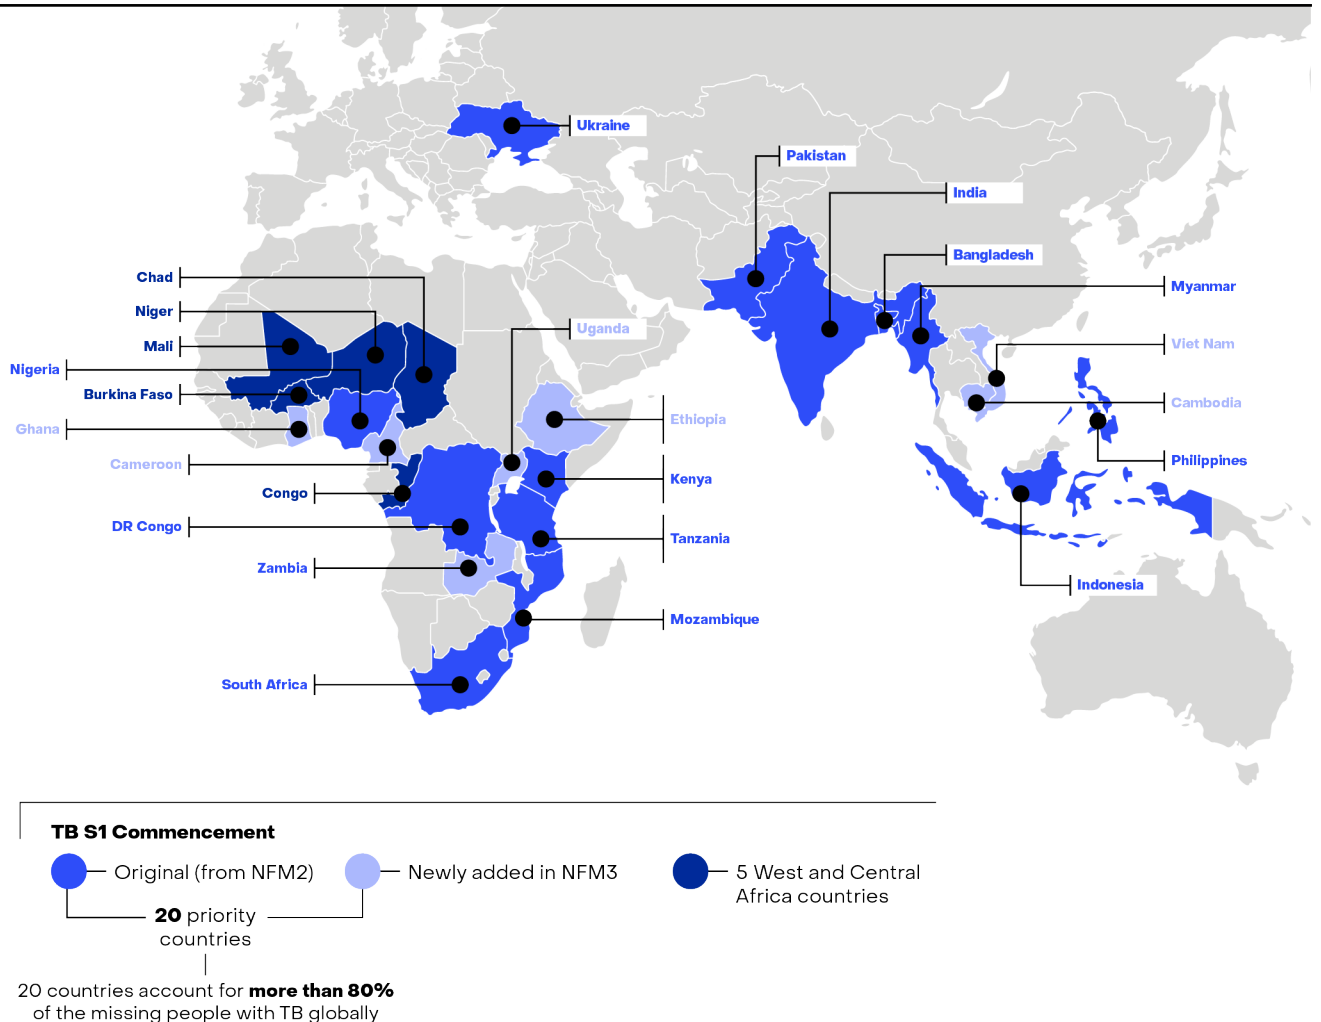 Ukraine
Pakistan
India
Bangladesh
Myanmar
Chad
Niger
Uganda
Mali
Viet Nam
Nigeria
Burkina Faso
Cambodia
Ghana
Ethiopia
Cameroon
Philippines
Kenya
Congo
DR Congo
Tanzania
Zambia
Indonesia
Mozambique
South Africa
TB S1 Commencement
Original (from NFM2)
Newly added in NFM3
5 West and Central
Africa countries
20 priority
countries
20 countries account for more than 80%
of the missing people with TB globally